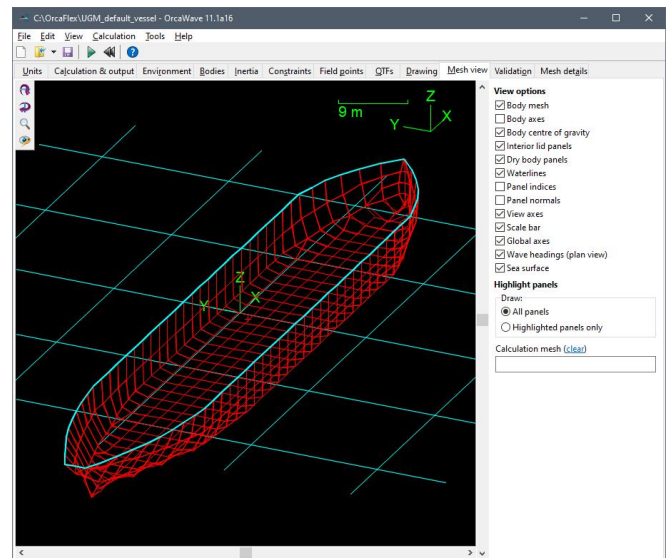 C:\OrcaFlex\UGM_default_vessel - OrcaWave 11.1a16
File Edit View Calculation Tools Help
Units Calculation & output Environment Bodies Inertia Constraints Field points QTFs Drawing Mesh view Validation Mesh details
9 m
Z
Y
X
Z
Y
X
View options
Body mesh
Body axes
Body centre of gravity
Interior lid panels
Dry body panels
Waterlines
Panel indices
Panel normals
View axes
Scale bar
Global axes
Wave headings (plan view)
Sea surface
Highlight panels
Draw:
All panels
Highlighted panels only
Calculation mesh (clear)